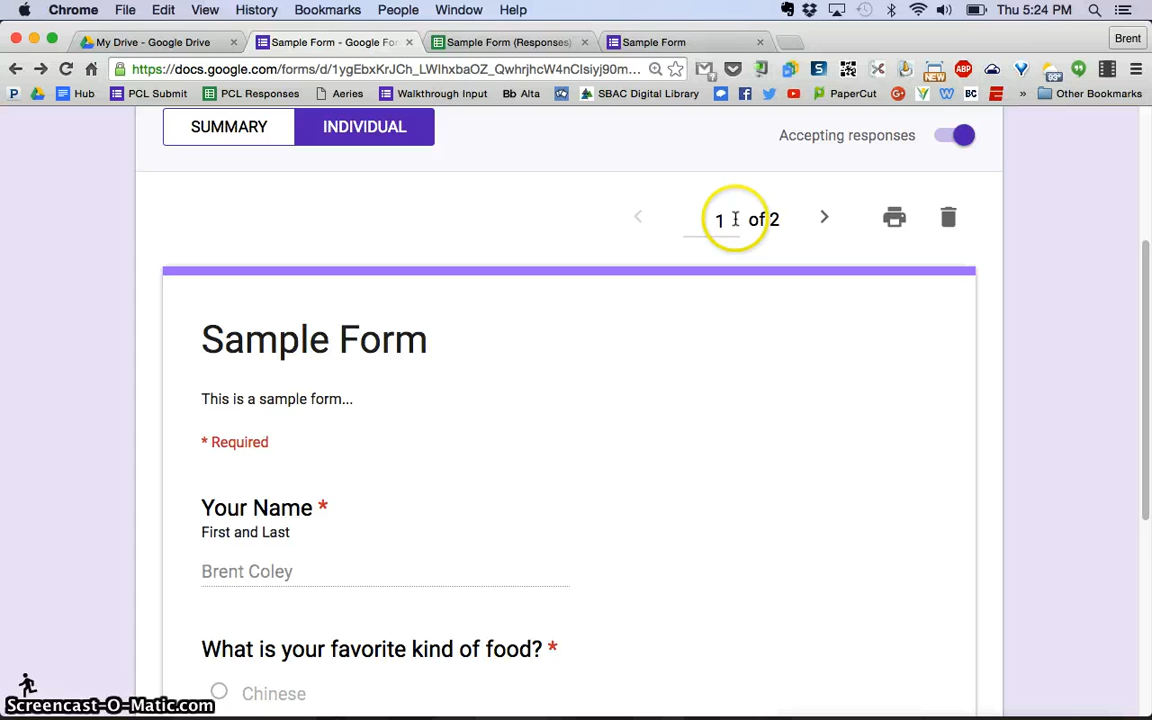 Chrome File Edit View History Bookmarks People Window Help Thu 5:24 PM
My Drive - Google Drive Sample Form - Google Fo Sample Form (Responses) Sample Form Brent
https://docs.google.com/forms/d/1ygEbxKrJCh_LWIhxbaOZ_QwhrjhcW4nCIsiyj90m...
Hub PCL Submit PCL Responses Aeries Walkthrough Input Bb Alta SBAC Digital Library PaperCut » Other Bookmarks
SUMMARY INDIVIDUAL Accepting responses
1 of 2
Sample Form
This is a sample form...
* Required
Your Name *
First and Last
Brent Coley
What is your favorite kind of food? *
Chinese
Screencast-O-Matic.com